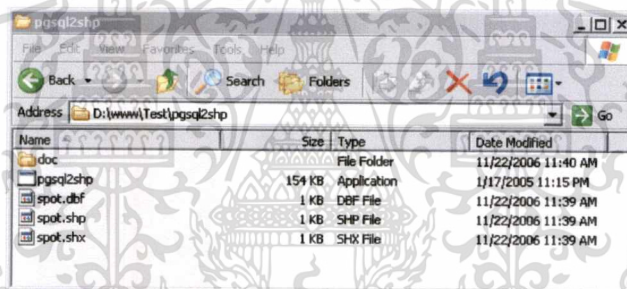 pgsql2shp
File Edit View Favorites Tools Help
Back Search Folders
Address D:\www\Test\pgsql2shp Go
Name Size Type Date Modified
doc File Folder 11/22/2006 11:40 AM
pgsql2shp 154 KB Application 1/17/2005 11:15 PM
spot.dbf 1 KB DBF File 11/22/2006 11:39 AM
spot.shp 1 KB SHP File 11/22/2006 11:39 AM
spot.shx 1 KB SHX File 11/22/2006 11:39 AM